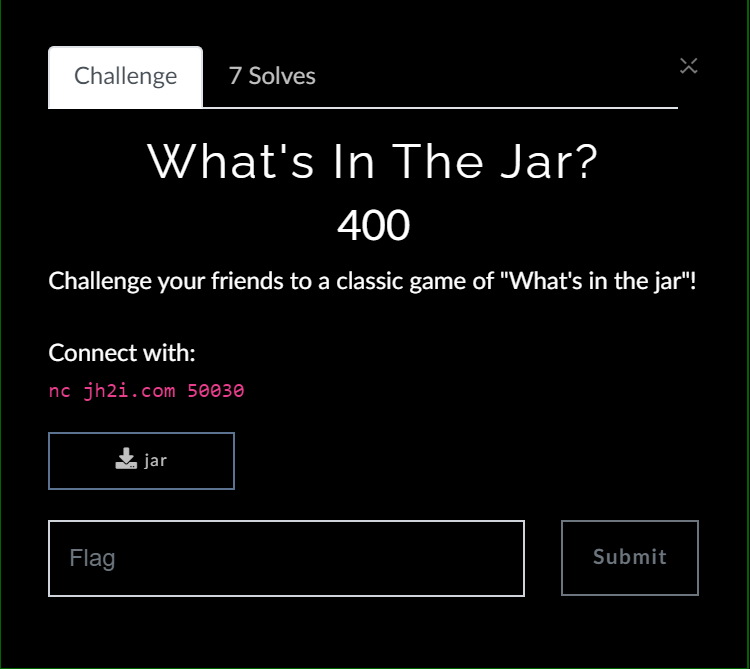 Challenge 7 Solves
What's In The Jar?
400
Challenge your friends to a classic game of "What's in the jar"!
Connect with:
nc jh2i.com 50030
jar
Flag Submit